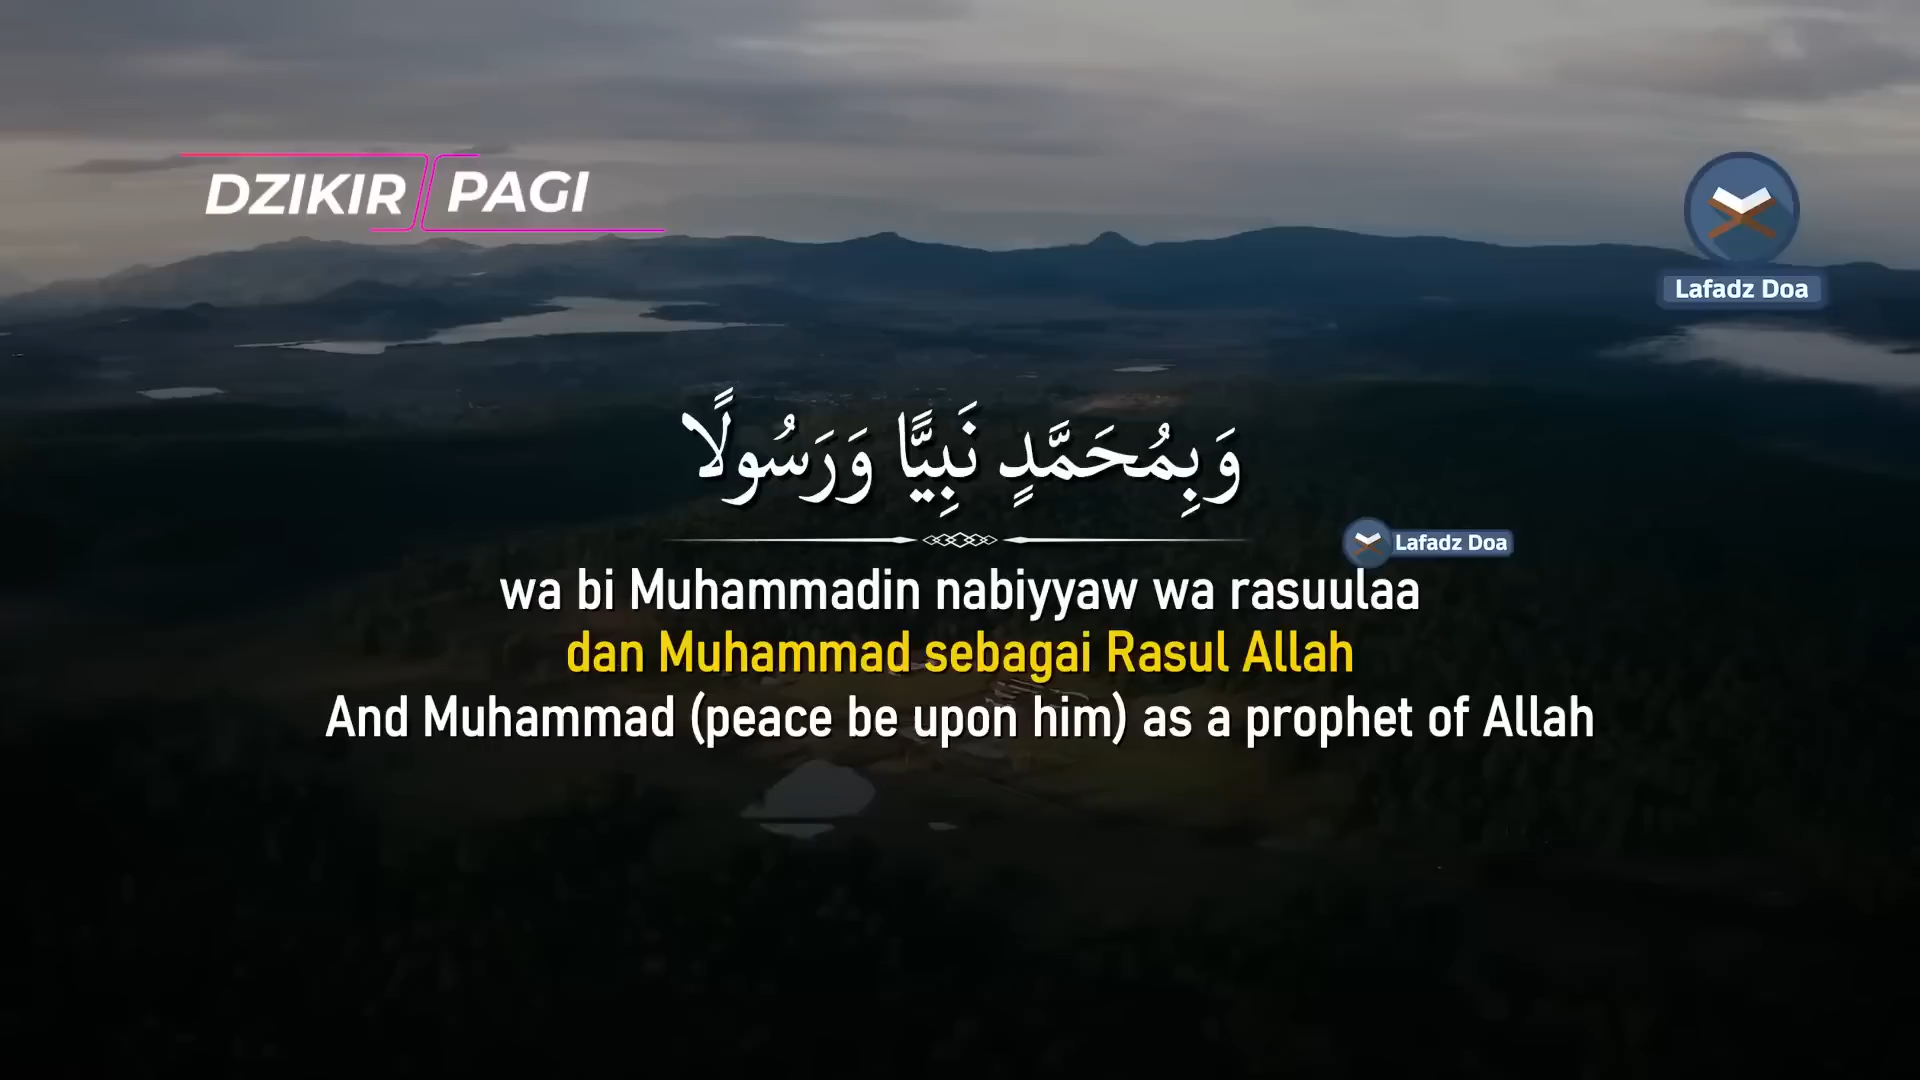 DZIKIR PAGI
Lafadz Doa
وَبِمُحَمَّدٍ نَبِيًّا وَرَسُولًا
Lafadz Doa
wa bi Muhammadin nabiyyaw wa rasuulaa
dan Muhammad sebagai Rasul Allah
And Muhammad (peace be upon him) as a prophet of Allah